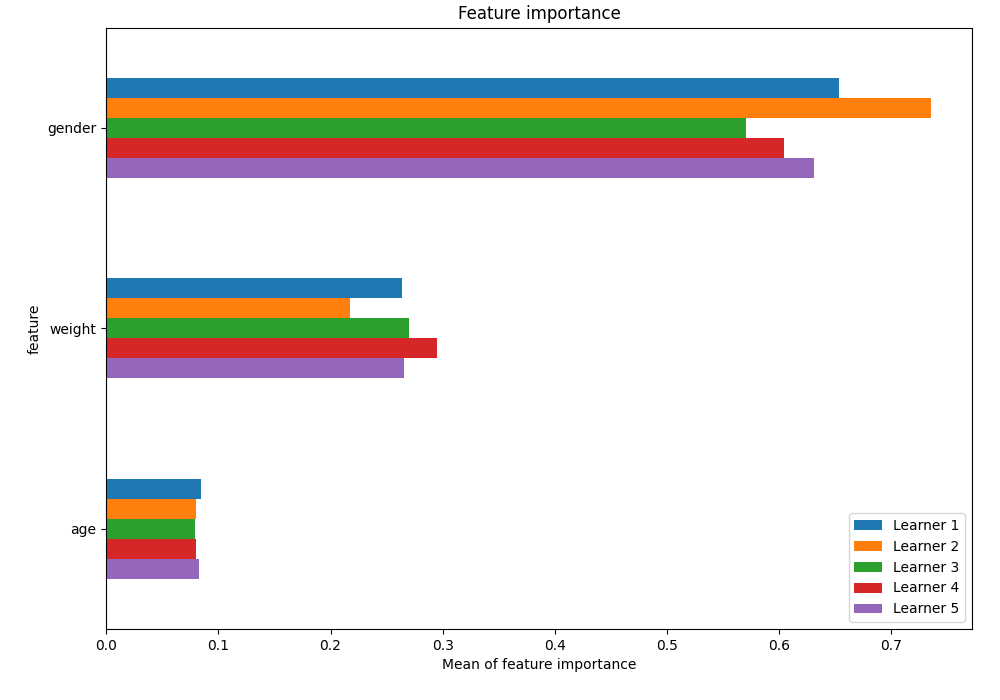 Feature importance
gender
weight
age
feature
0.0 0.1 0.2 0.3 0.4 0.5 0.6 0.7
Mean of feature importance
Learner 1
Learner 2
Learner 3
Learner 4
Learner 5